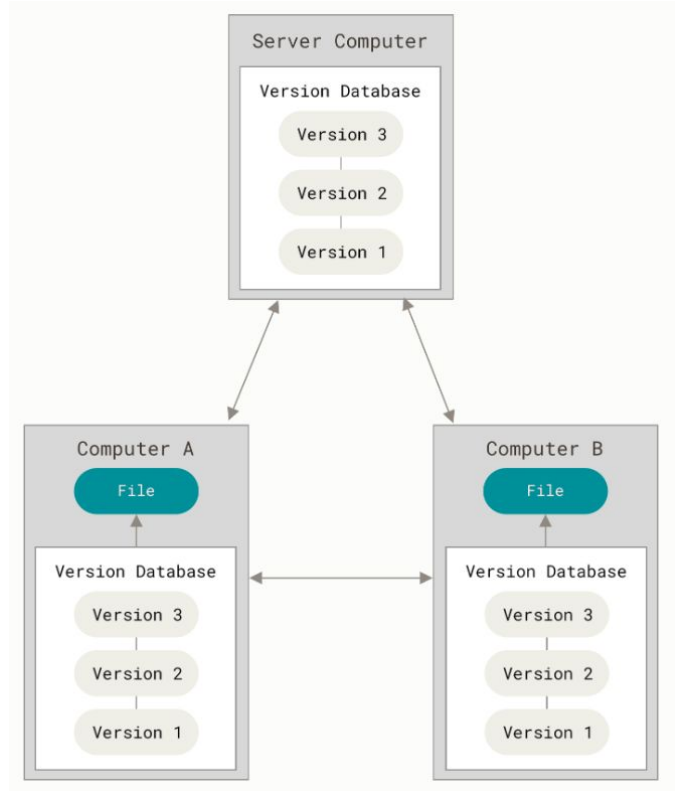 Server Computer
Version Database
Version 3
Version 2
Version 1
Computer A
File
Version Database
Version 3
Version 2
Version 1
Computer B
File
Version Database
Version 3
Version 2
Version 1